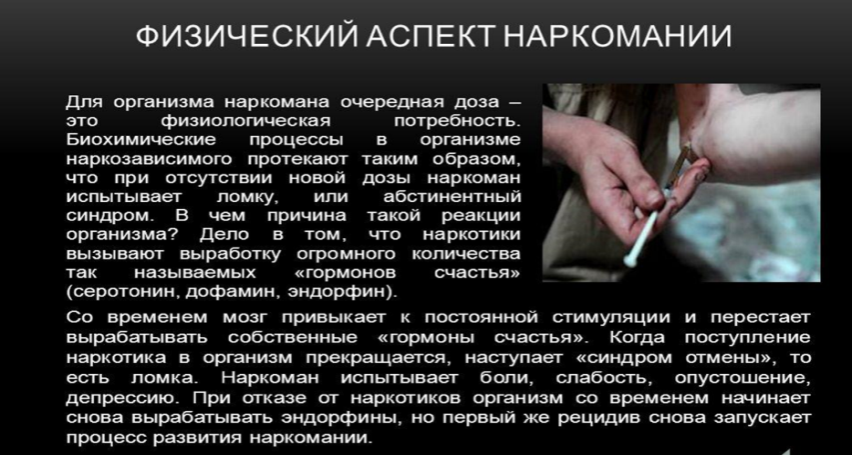 ФИЗИЧЕСКИЙ АСПЕКТ НАРКОМАНИИ
Для организма наркомана очередная доза –
это физиологическая потребность.
Биохимические процессы в организме
наркозависимого протекают таким образом,
что при отсутствии новой дозы наркоман
испытывает ломку, или абстинентный
синдром. В чем причина такой реакции
организма? Дело в том, что наркотики
вызывают выработку огромного количества
так называемых «гормонов счастья»
(серотонин, дофамин, эндорфин).
Со временем мозг привыкает к постоянной стимуляции и перестает
вырабатывать собственные «гормоны счастья». Когда поступление
наркотика в организм прекращается, наступает «синдром отмены», то
есть ломка. Наркоман испытывает боли, слабость, опустошение,
депрессию. При отказе от наркотиков организм со временем начинает
снова вырабатывать эндорфины, но первый же рецидив снова запускает
процесс развития наркомании.